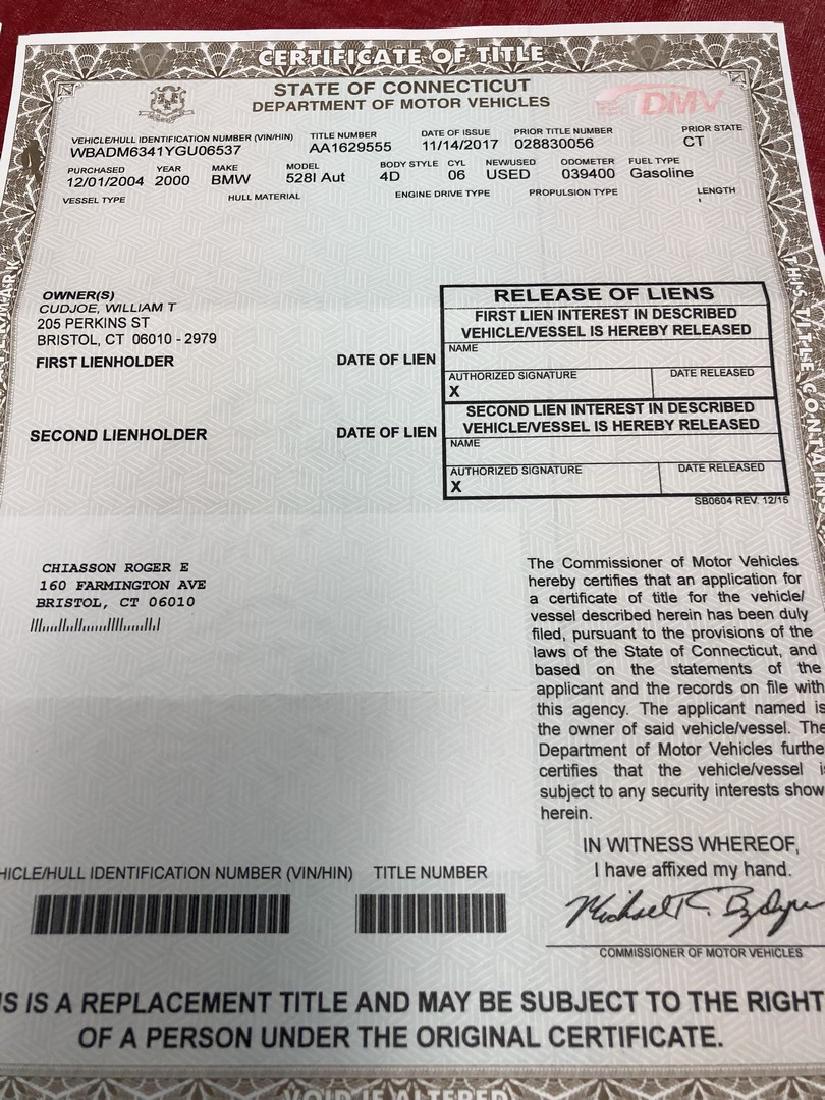 CERTIFICATE OF TITLE
STATE OF CONNECTICUT
DEPARTMENT OF MOTOR VEHICLES
DMV
VEHICLE/HULL IDENTIFICATION NUMBER (VIN/HIN) TITLE NUMBER DATE OF ISSUE PRIOR TITLE NUMBER PRIOR STATE
WBADM6341YGU06537 AA1629555 11/14/2017 028830056 CT
PURCHASED YEAR MAKE MODEL BODY STYLE CYL NEW/USED ODOMETER FUEL TYPE
12/01/2004 2000 BMW 528I Aut 4D 06 USED 039400 Gasoline
VESSEL TYPE HULL MATERIAL ENGINE DRIVE TYPE PROPULSION TYPE LENGTH
OWNER(S)
CUDJOE, WILLIAM T
205 PERKINS ST
BRISTOL, CT 06010 - 2979
FIRST LIENHOLDER DATE OF LIEN
SECOND LIENHOLDER DATE OF LIEN
RELEASE OF LIENS
FIRST LIEN INTEREST IN DESCRIBED
VEHICLE/VESSEL IS HEREBY RELEASED
NAME
AUTHORIZED SIGNATURE DATE RELEASED
X
SECOND LIEN INTEREST IN DESCRIBED
VEHICLE/VESSEL IS HEREBY RELEASED
NAME
AUTHORIZED SIGNATURE DATE RELEASED
X
SB0604 REV. 12/15
CHIASSON ROGER E
160 FARMINGTON AVE
BRISTOL, CT 06010
The Commissioner of Motor Vehicles
hereby certifies that an application for
a certificate of title for the vehicle/
vessel described herein has been duly
filed, pursuant to the provisions of the
laws of the State of Connecticut, and
based on the statements of the
applicant and the records on file with
this agency. The applicant named is
the owner of said vehicle/vessel. The
Department of Motor Vehicles furthe
certifies that the vehicle/vessel i
subject to any security interests show
herein.
IN WITNESS WHEREOF,
I have affixed my hand.
COMMISSIONER OF MOTOR VEHICLES
HICLE/HULL IDENTIFICATION NUMBER (VIN/HIN) TITLE NUMBER
IS IS A REPLACEMENT TITLE AND MAY BE SUBJECT TO THE RIGHT
OF A PERSON UNDER THE ORIGINAL CERTIFICATE.
VOID IF ALTERED
THIS TITLE CONTAINS